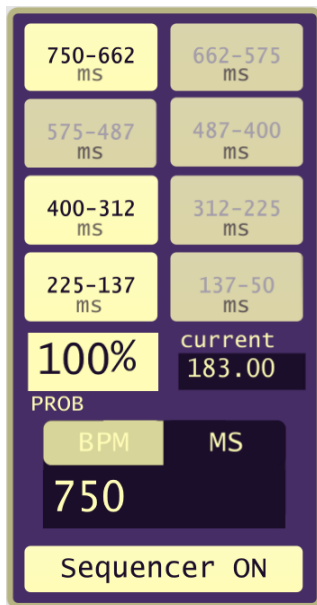 750-662 662-575
ms ms
575-487 487-400
ms ms
400-312 312-225
ms ms
225-137 137-50
ms ms
100% current
183.00
PROB
BPM MS
750
Sequencer ON